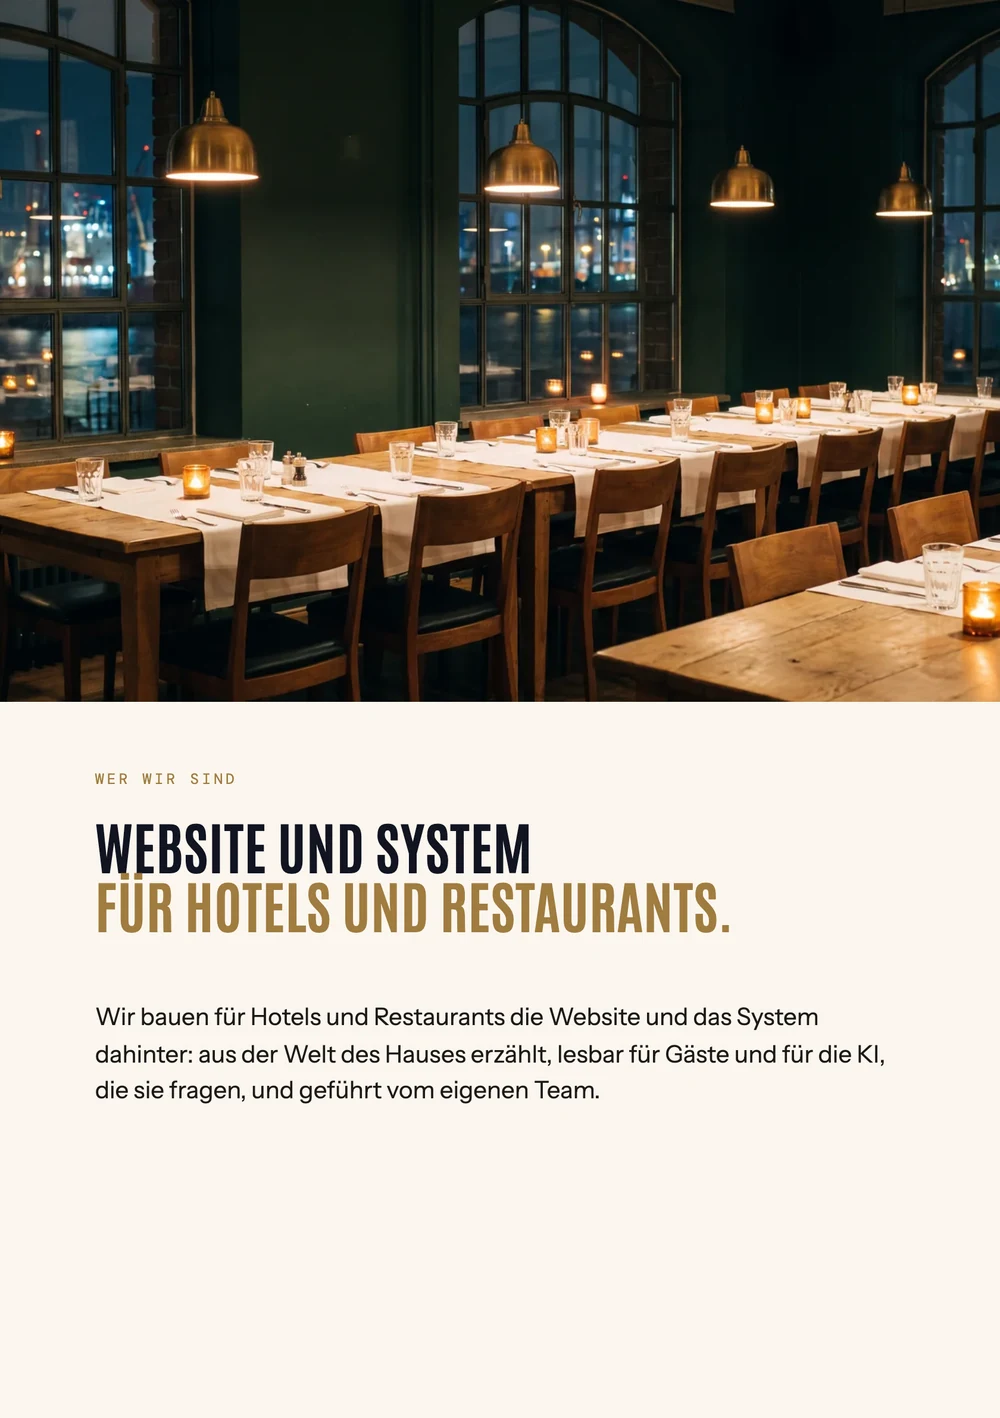 WER WIR SIND
WEBSITE UND SYSTEM
FÜR HOTELS UND RESTAURANTS.
Wir bauen für Hotels und Restaurants die Website und das System
dahinter: aus der Welt des Hauses erzählt, lesbar für Gäste und für die KI,
die sie fragen, und geführt vom eigenen Team.